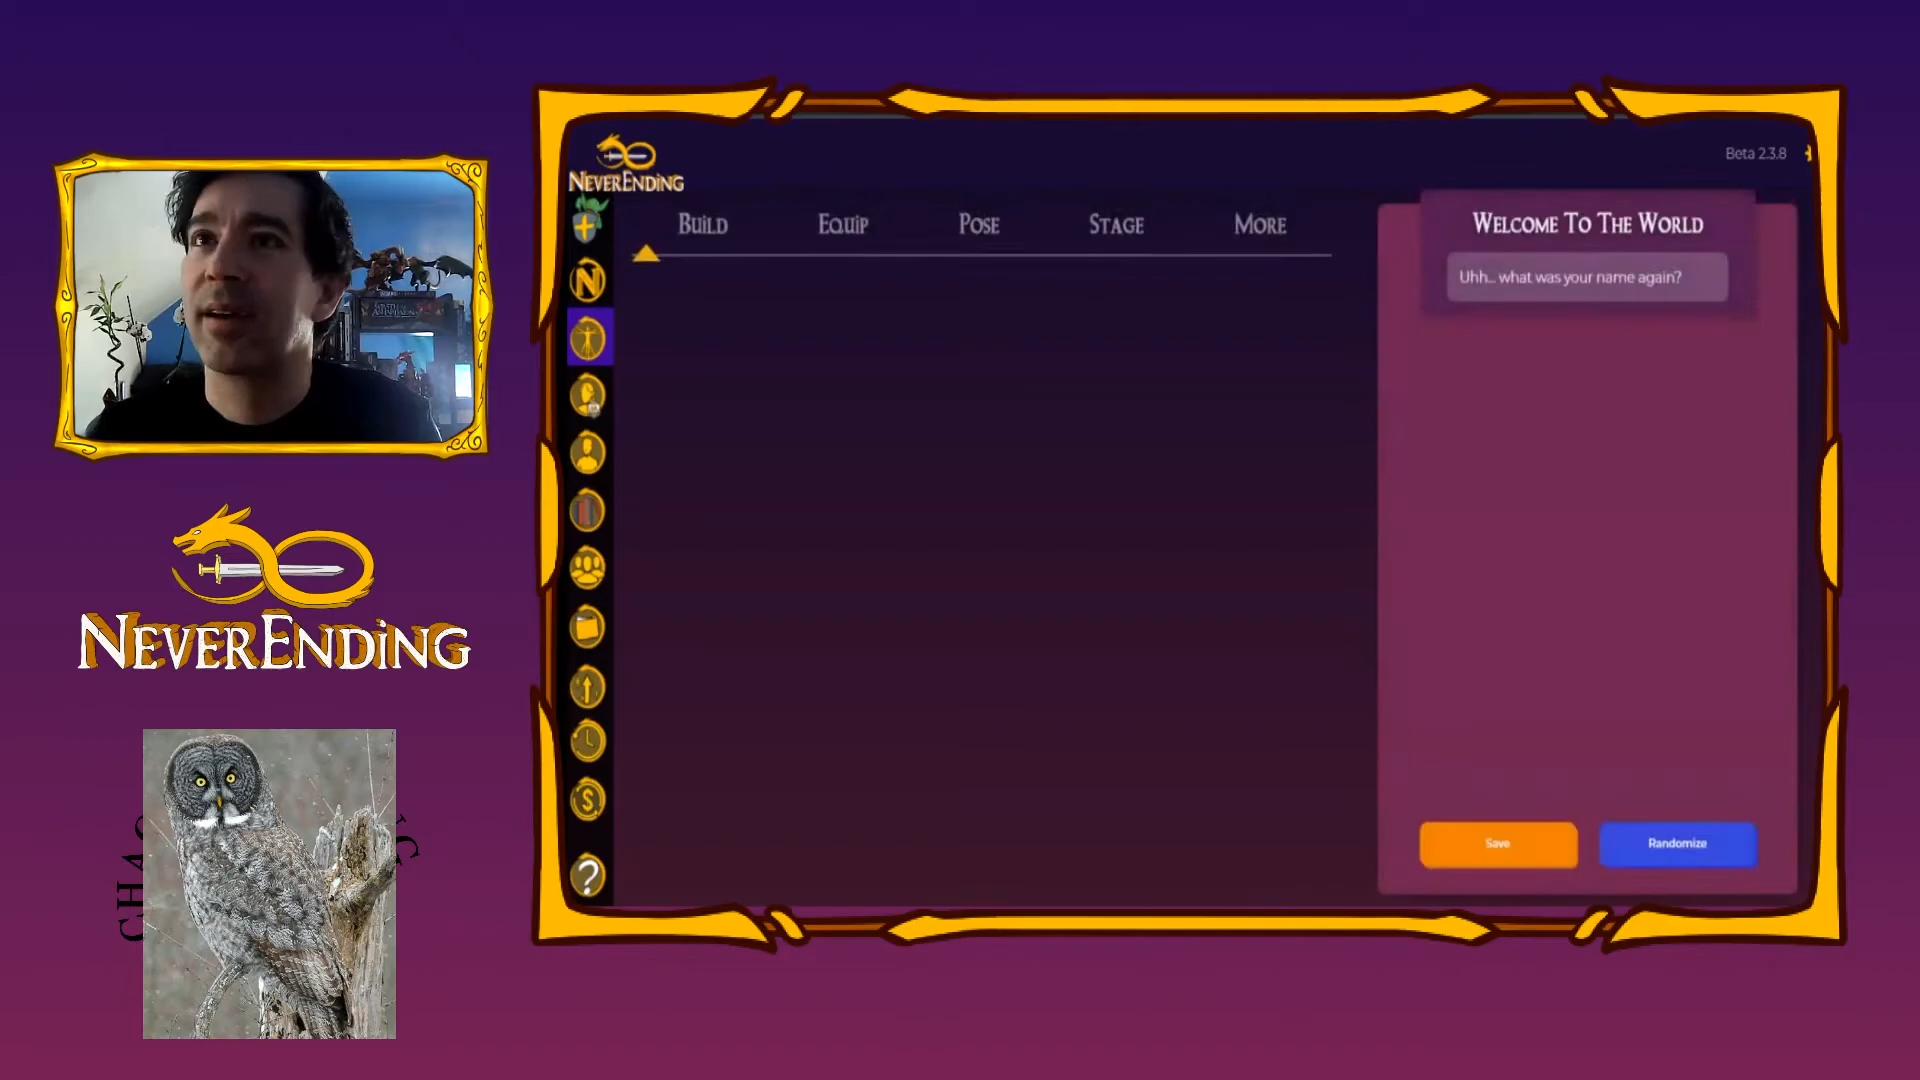 NEVERENDING
Beta 2.3.8
BUILD
EQUIP
POSE
STAGE
MORE
WELCOME TO THE WORLD
Uhh... what was your name again?
Save
Randomize
NEVERENDING